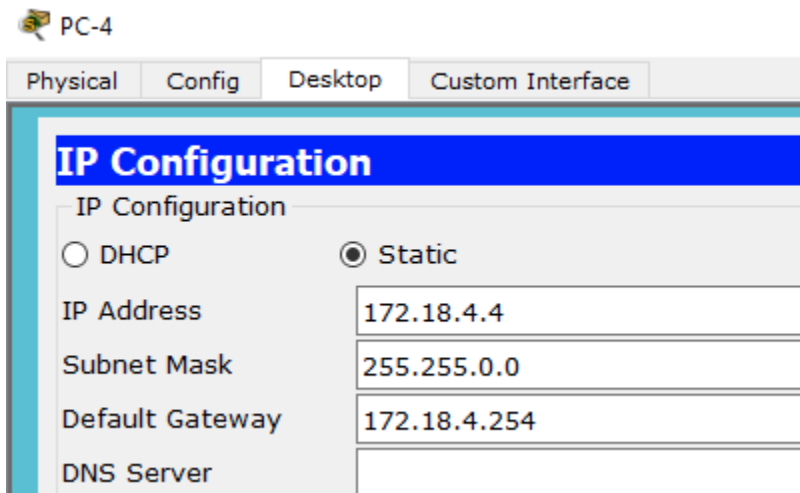 PC-4
Physical Config Desktop Custom Interface
IP Configuration
IP Configuration
DHCP Static
IP Address 172.18.4.4
Subnet Mask 255.255.0.0
Default Gateway 172.18.4.254
DNS Server